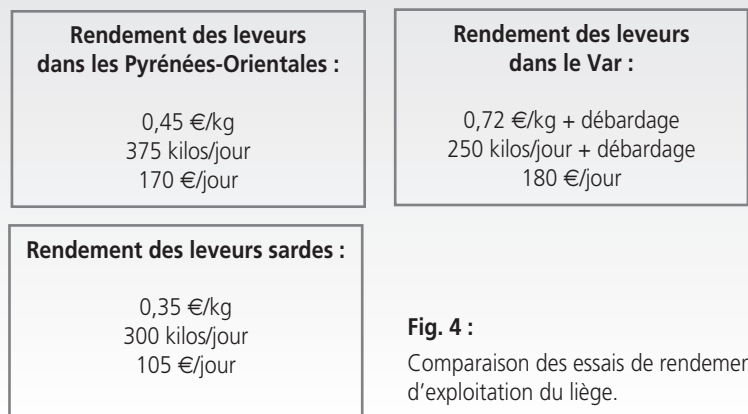 Rendement des leveurs
dans les Pyrénées-Orientales :
0,45 €/kg
375 kilos/jour
170 €/jour
Rendement des leveurs
dans le Var :
0,72 €/kg + débardage
250 kilos/jour + débardage
180 €/jour
Rendement des leveurs sardes :
0,35 €/kg
300 kilos/jour
105 €/jour
Fig. 4 :
Comparaison des essais de
d’exploitation du liège.